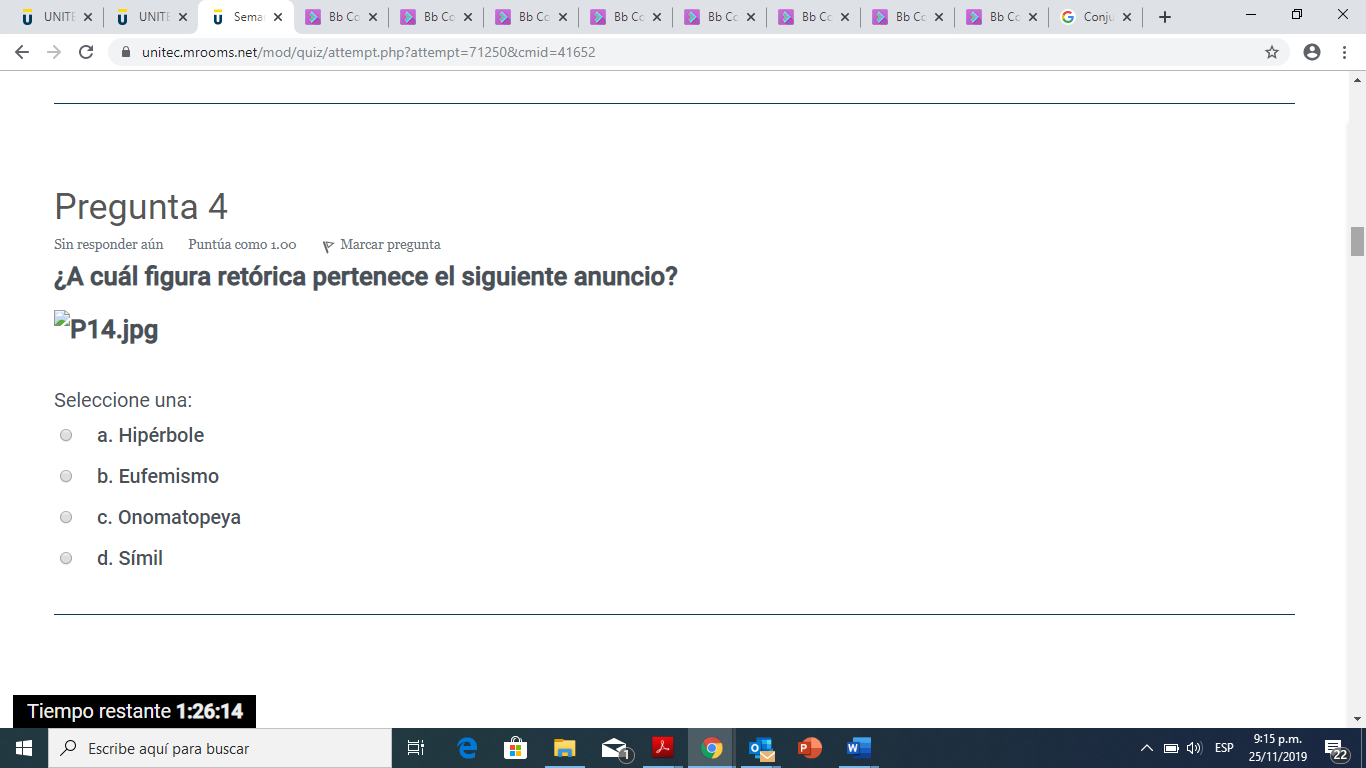 UNITE
UNITE
Sema
Bb Co
Bb Co
Bb Co
Bb Co
Bb Co
Bb Co
Bb Co
Bb Co
Conju
unitec.mrooms.net/mod/quiz/attempt.php?attempt=71250&cmid=41652
Pregunta 4
Sin responder aún Puntúa como 1.00 Marcar pregunta
¿A cuál figura retórica pertenece el siguiente anuncio?
P14.jpg
Seleccione una:
a. Hipérbole
b. Eufemismo
c. Onomatopeya
d. Símil
Tiempo restante 1:26:14
Escribe aquí para buscar
1
ESP
9:15 p.m.
25/11/2019
22